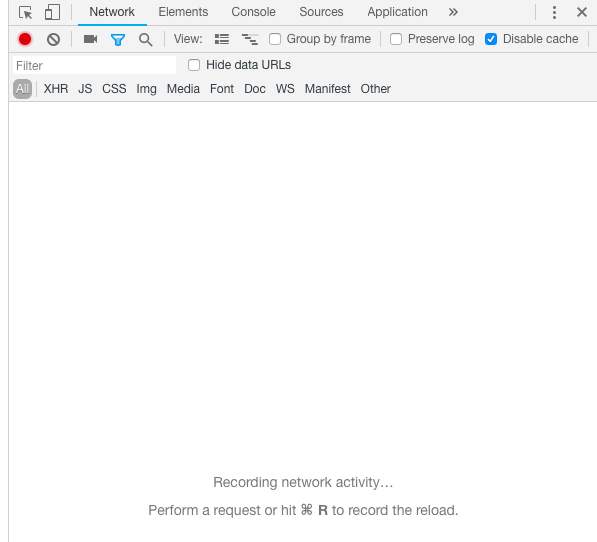 Network Elements Console Sources Application »
View: Group by frame Preserve log Disable cache
Filter Hide data URLs
All XHR JS CSS Img Media Font Doc WS Manifest Other
Recording network activity…
Perform a request or hit ⌘ R to record the reload.